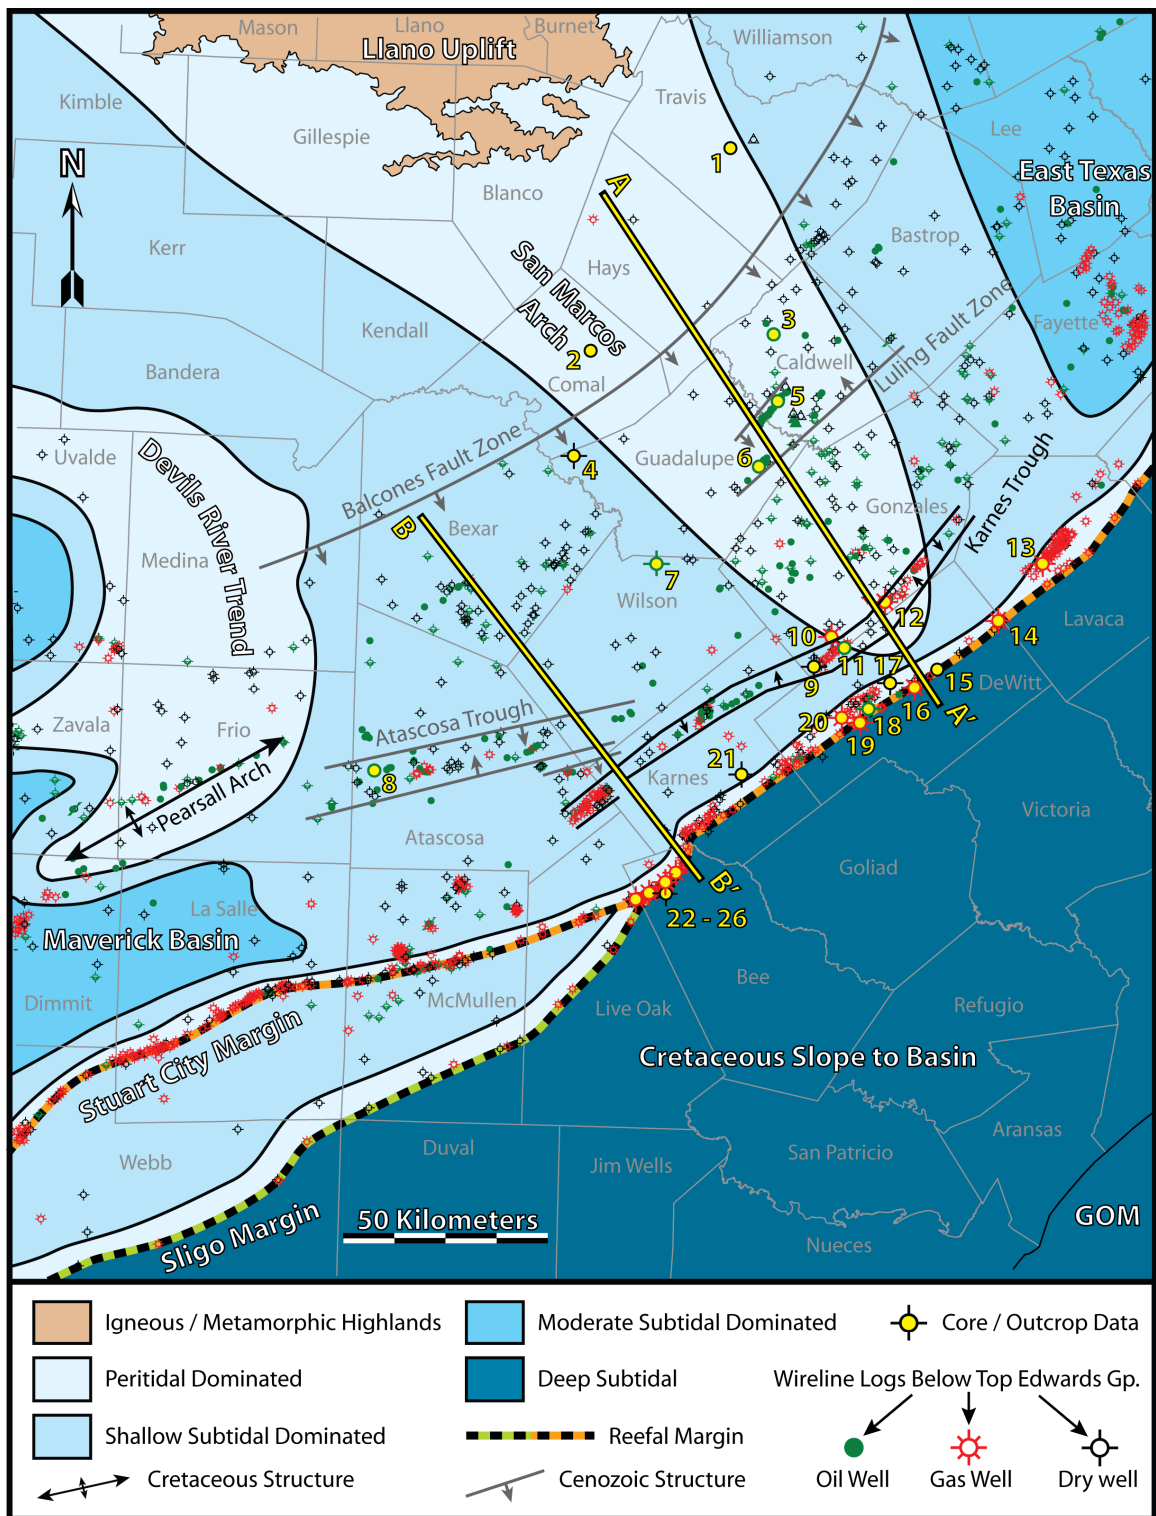 Mason
Llano
Burnet
Llano Uplift
Williamson
Kimble
Travis
Gillespie
Lee
N
1
East Texas
Basin
A
Blanco
Bastrop
Kerr
San Marcos
Arch
Hays
Kendall
3
Fayette
Luling Fault Zone
2
Caldwell
Bandera
Comal
5
Devils River Trend
Uvalde
Balcones Fault Zone
4
Guadalupe
6
Karnes Trough
Gonzales
B
Bexar
13
Medina
7
Wilson
12
Lavaca
10
14
11
17
9
15
DeWitt
Zavala
Frio
Atascosa Trough
16
A′
20
18
19
21
8
Karnes
Pearsall Arch
Victoria
Atascosa
Goliad
B′
La Salle
22 - 26
Maverick Basin
Bee
Dimmit
McMullen
Live Oak
Refugio
Stuart City Margin
Cretaceous Slope to Basin
Aransas
Webb
Duval
Jim Wells
San Patricio
50 Kilometers
GOM
Sligo Margin
Nueces
Igneous / Metamorphic Highlands
Moderate Subtidal Dominated
Core / Outcrop Data
Peritidal Dominated
Deep Subtidal
Wireline Logs Below Top Edwards Gp.
Shallow Subtidal Dominated
Reefal Margin
Cretaceous Structure
Cenozoic Structure
Oil Well
Gas Well
Dry well